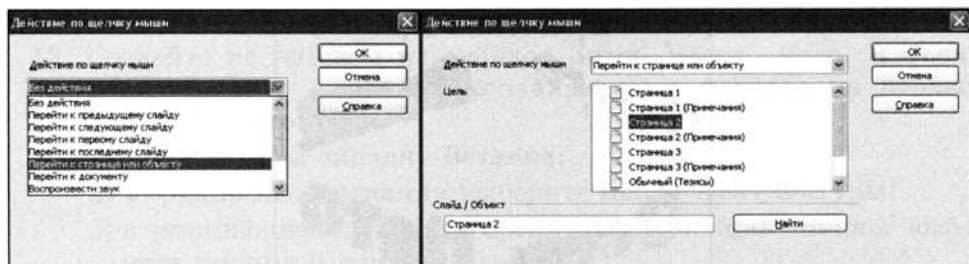 Действие по щелчку мыши
Действие по щелчку мыши
ОК
Отмена
Справка
Без действия
Без действия
Перейти к предыдущему слайду
Перейти к следующему слайду
Перейти к первому слайду
Перейти к последнему слайду
Перейти к странице или объекту
Перейти к документу
Воспроизвести звук
Действие по щелчку мыши
Действие по щелчку мыши
Перейти к странице или объекту
ОК
Отмена
Справка
Цель
Страница 1
Страница 1 (Примечания)
Страница 2
Страница 2 (Примечания)
Страница 3
Страница 3 (Примечания)
Обычный (Тезисы)
Слайд / Объект
Страница 2
Найти